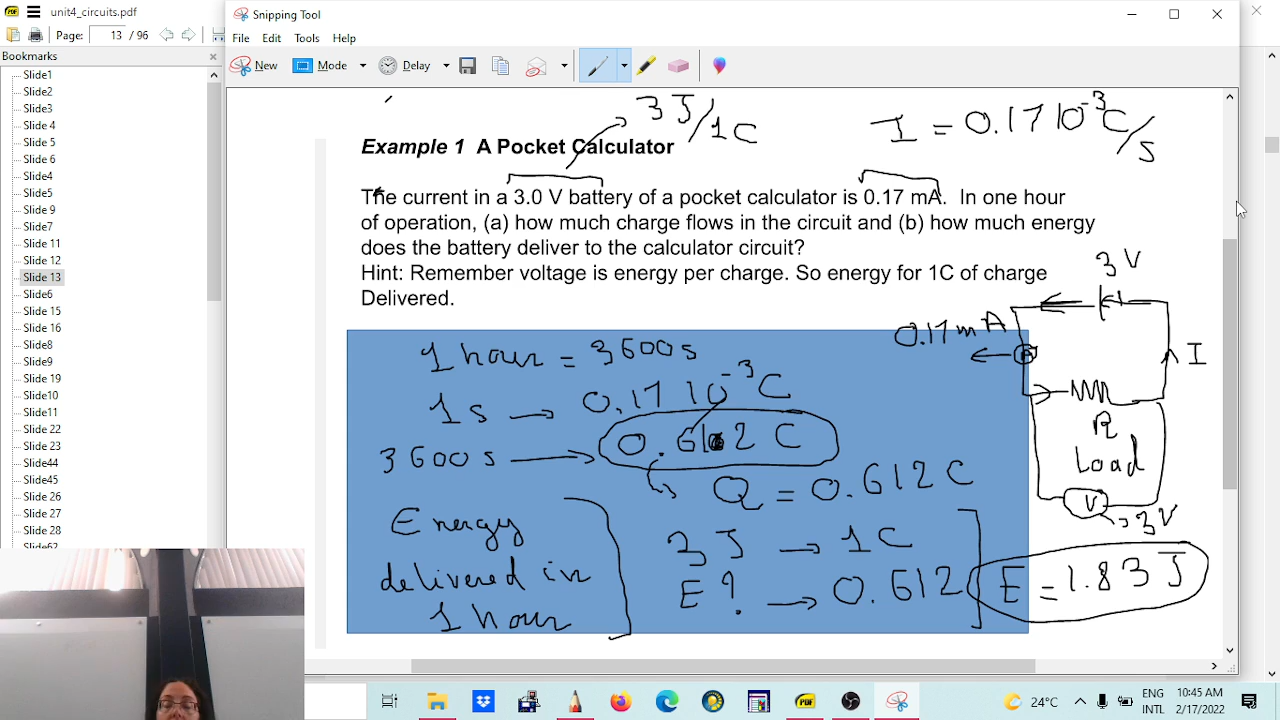 unit4_circuits.pdf
Snipping Tool
Page: 13 / 96
File Edit Tools Help
Bookmarks
New Mode Delay
Slide1
Slide2
Slide3
Slide 4
Slide5
Slide6
Slide4
Slide5
Slide 9
Slide7
Slide 11
Slide 12
Slide 13
Slide6
Slide 15
Slide 16
Slide8
Slide9
Slide 19
Slide10
Slide11
Slide 22
Slide 23
Slide44
Slide45
Slide 26
Slide 27
Slide 28
Slide62
3 J/1C
I = 0.17 10⁻³ C/s
Example 1 A Pocket Calculator
The current in a 3.0 V battery of a pocket calculator is 0.17 mA. In one hour
of operation, (a) how much charge flows in the circuit and (b) how much energy
does the battery deliver to the calculator circuit?
Hint: Remember voltage is energy per charge. So energy for 1C of charge
Delivered.
3 V
0.17 mA
A
I
R
Load
V
3V
1 hour = 3600 s
1 s → 0.17 10⁻³ C
3600 s → 0.612 C
Q = 0.612 C
Energy
delivered in
1 hour
3 J → 1C
E ? → 0.612
E = 1.83 J
24°C
ENG
INTL
10:45 AM
2/17/2022